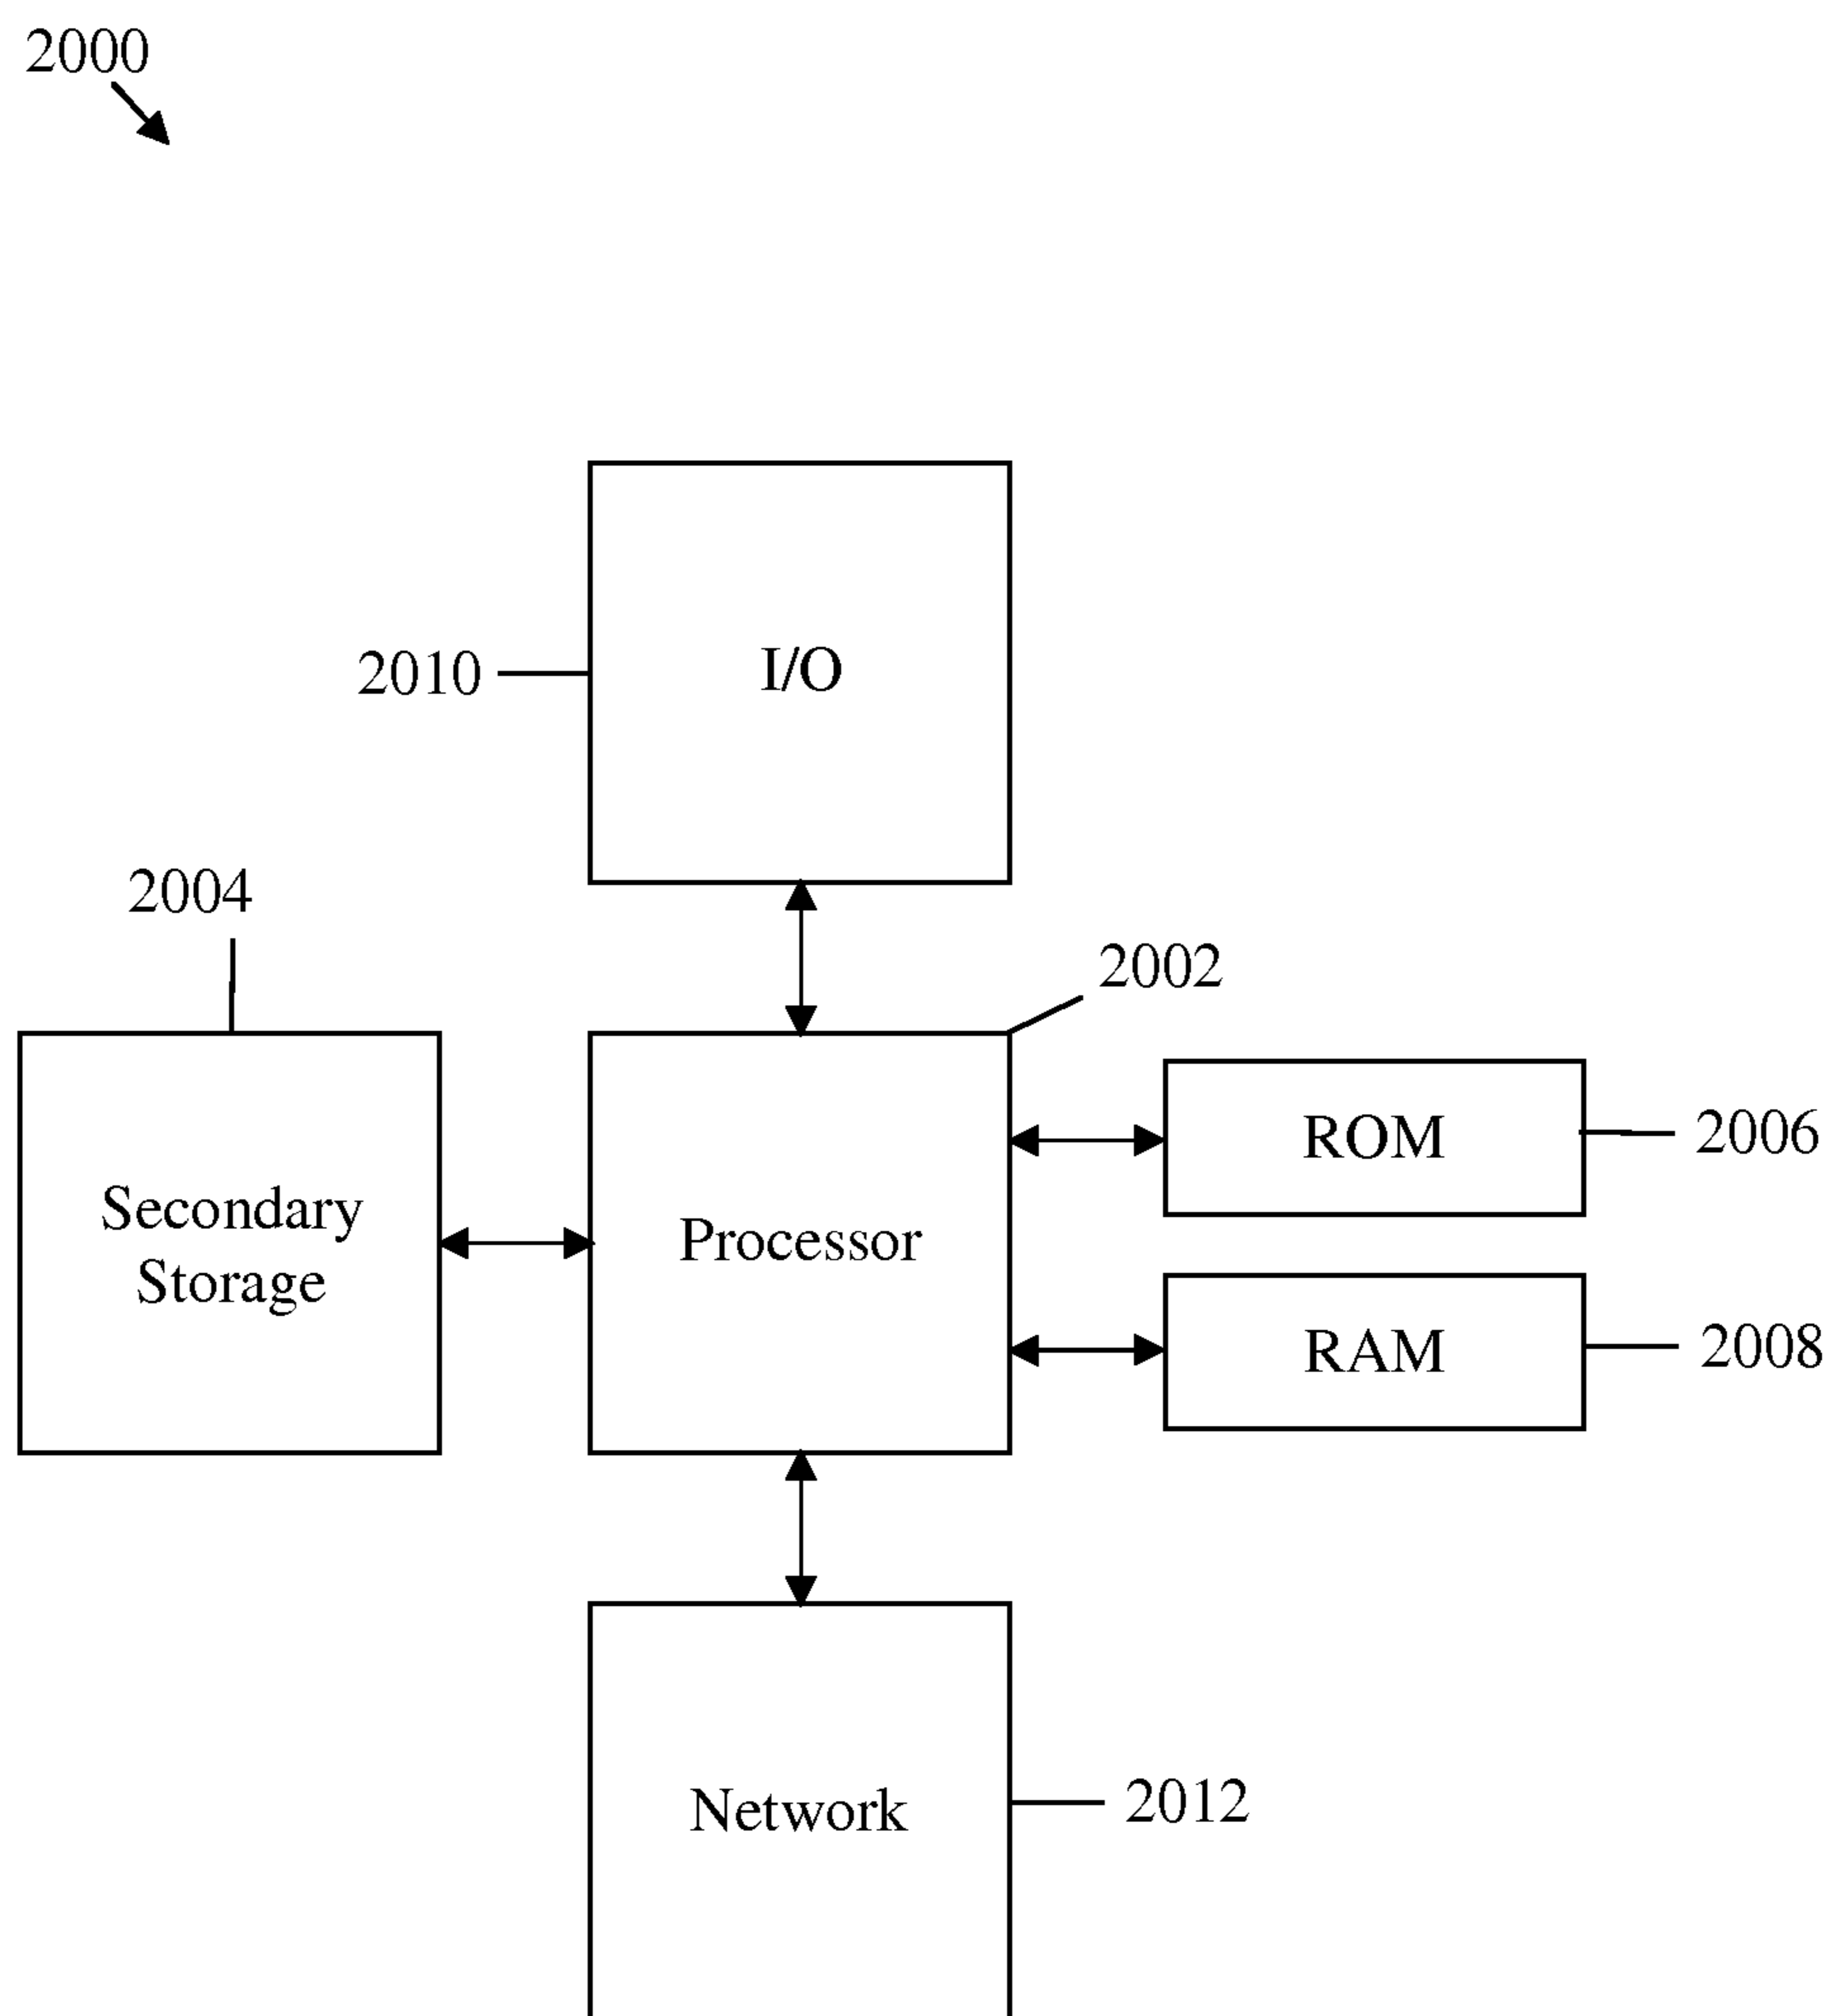 2000
I/O
2010
2004
2002
Secondary
Storage
Processor
ROM
2006
RAM
2008
Network
2012